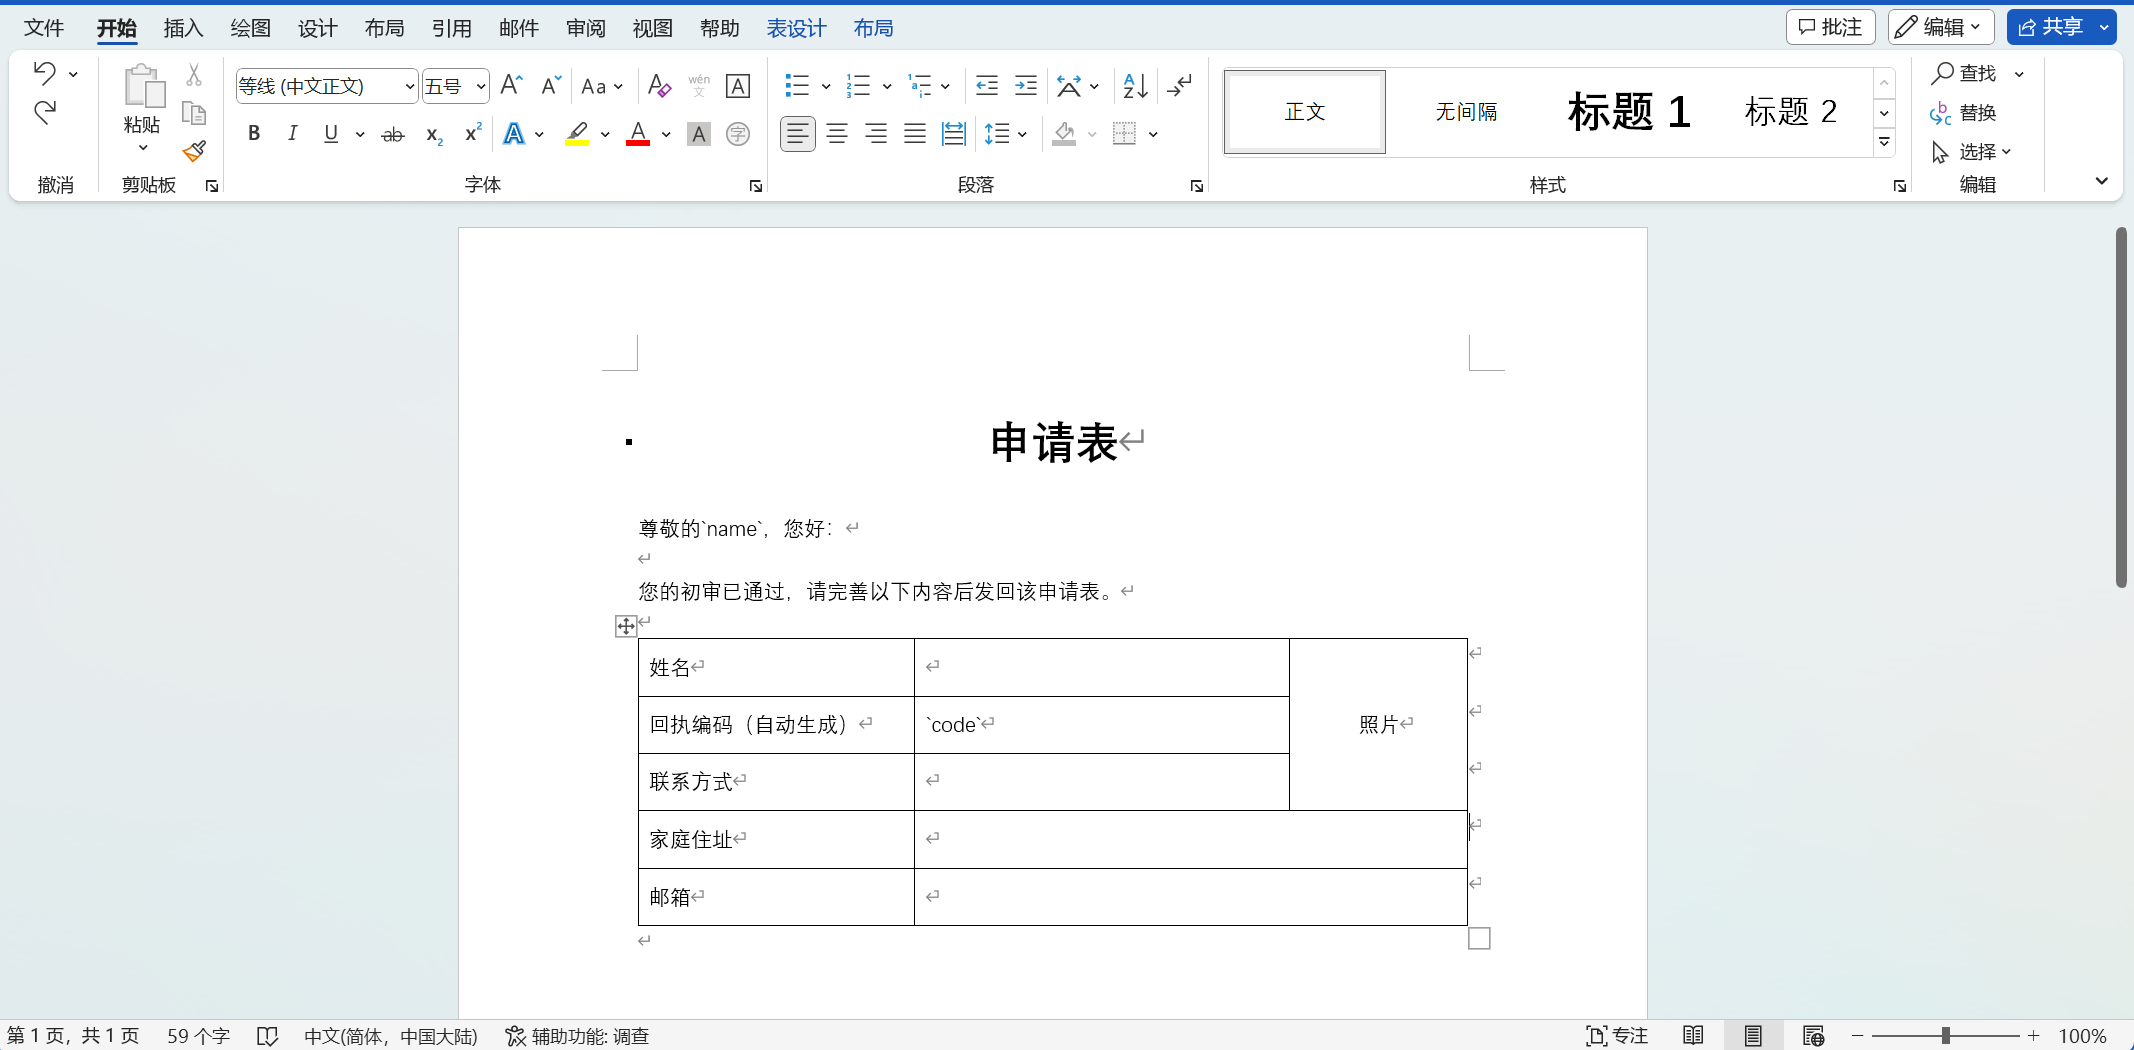 文件 开始 插入 绘图 设计 布局 引用 邮件 审阅 视图 帮助 表设计 布局 批注 编辑 共享
撤消
粘贴
剪贴板
等线 (中文正文) 五号 A A Aa A wén文 A
B I U ab x₂ x² A A A 字
字体
段落
正文 无间隔 标题 1 标题 2
样式
查找
替换
选择
编辑
申请表
尊敬的`name`，您好：
您的初审已通过，请完善以下内容后发回该申请表。
姓名
回执编码（自动生成） `code` 照片
联系方式
家庭住址
邮箱
第 1 页，共 1 页 59 个字 中文(简体，中国大陆) 辅助功能: 调查 专注 100%